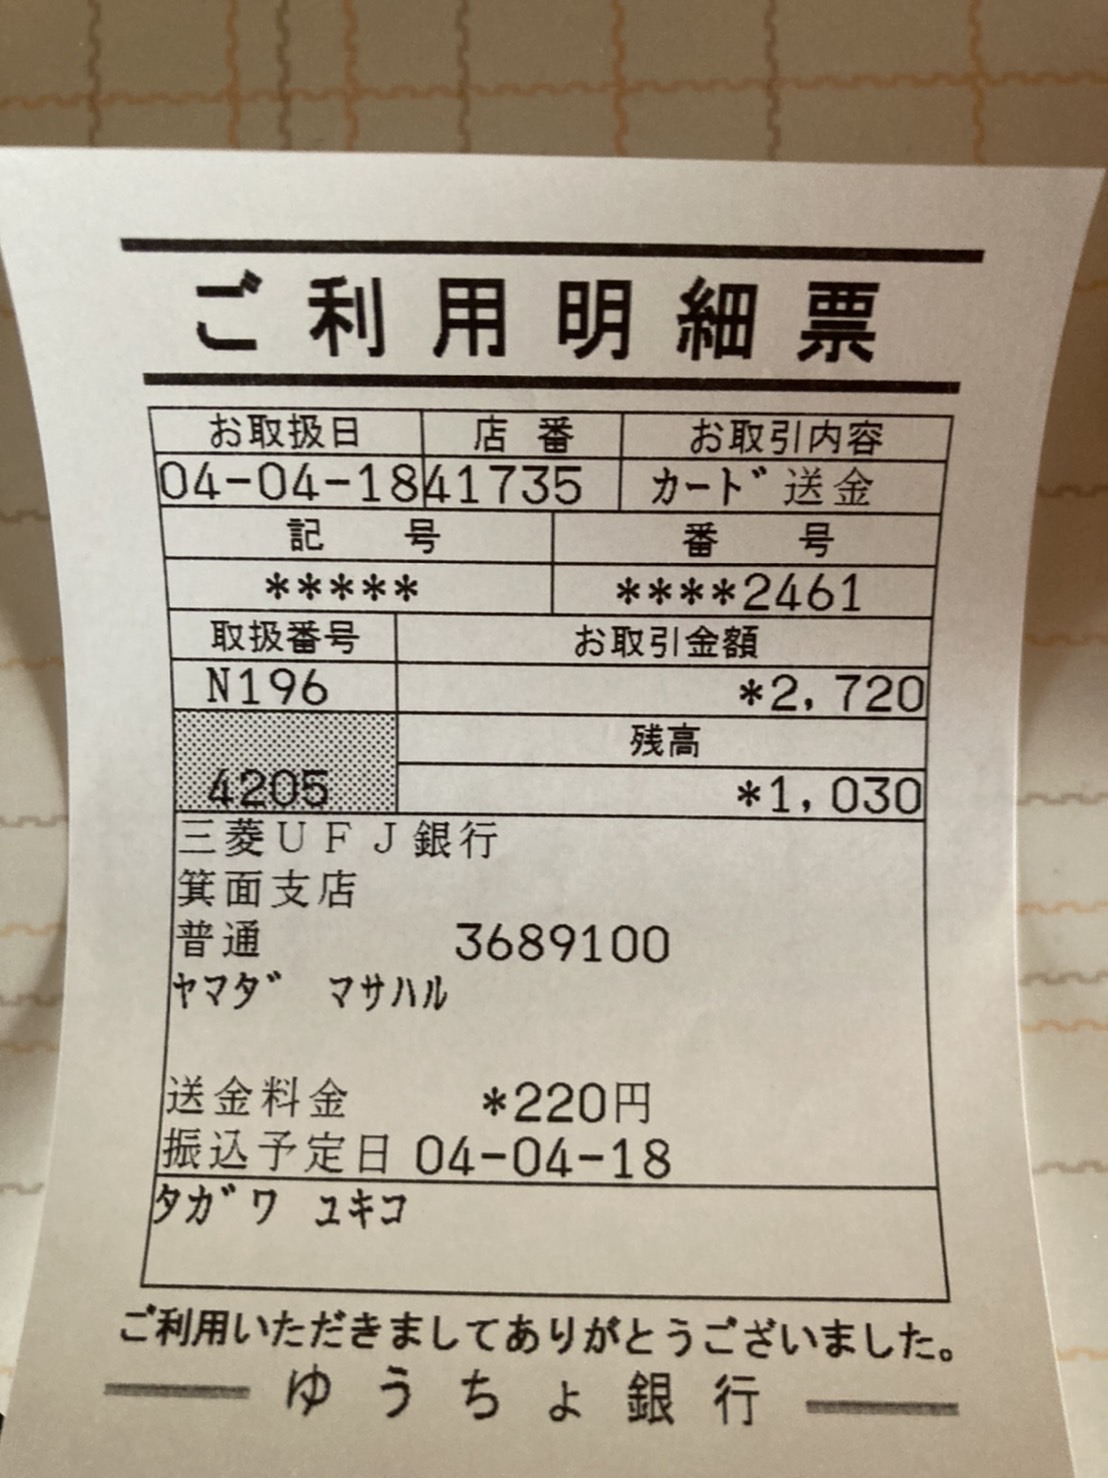 ご利用明細票
お取扱日 店番 お取引内容
04-04-18 41735 カード送金
記号 番号
***** ****2461
取扱番号 お取引金額
N196 *2,720
残高
4205 *1,030
三菱UFJ銀行
箕面支店
普通 3689100
ヤマダ マサハル
送金料金 *220円
振込予定日 04-04-18
タガワ ユキコ
ご利用いただきましてありがとうございました。
ゆうちょ銀行